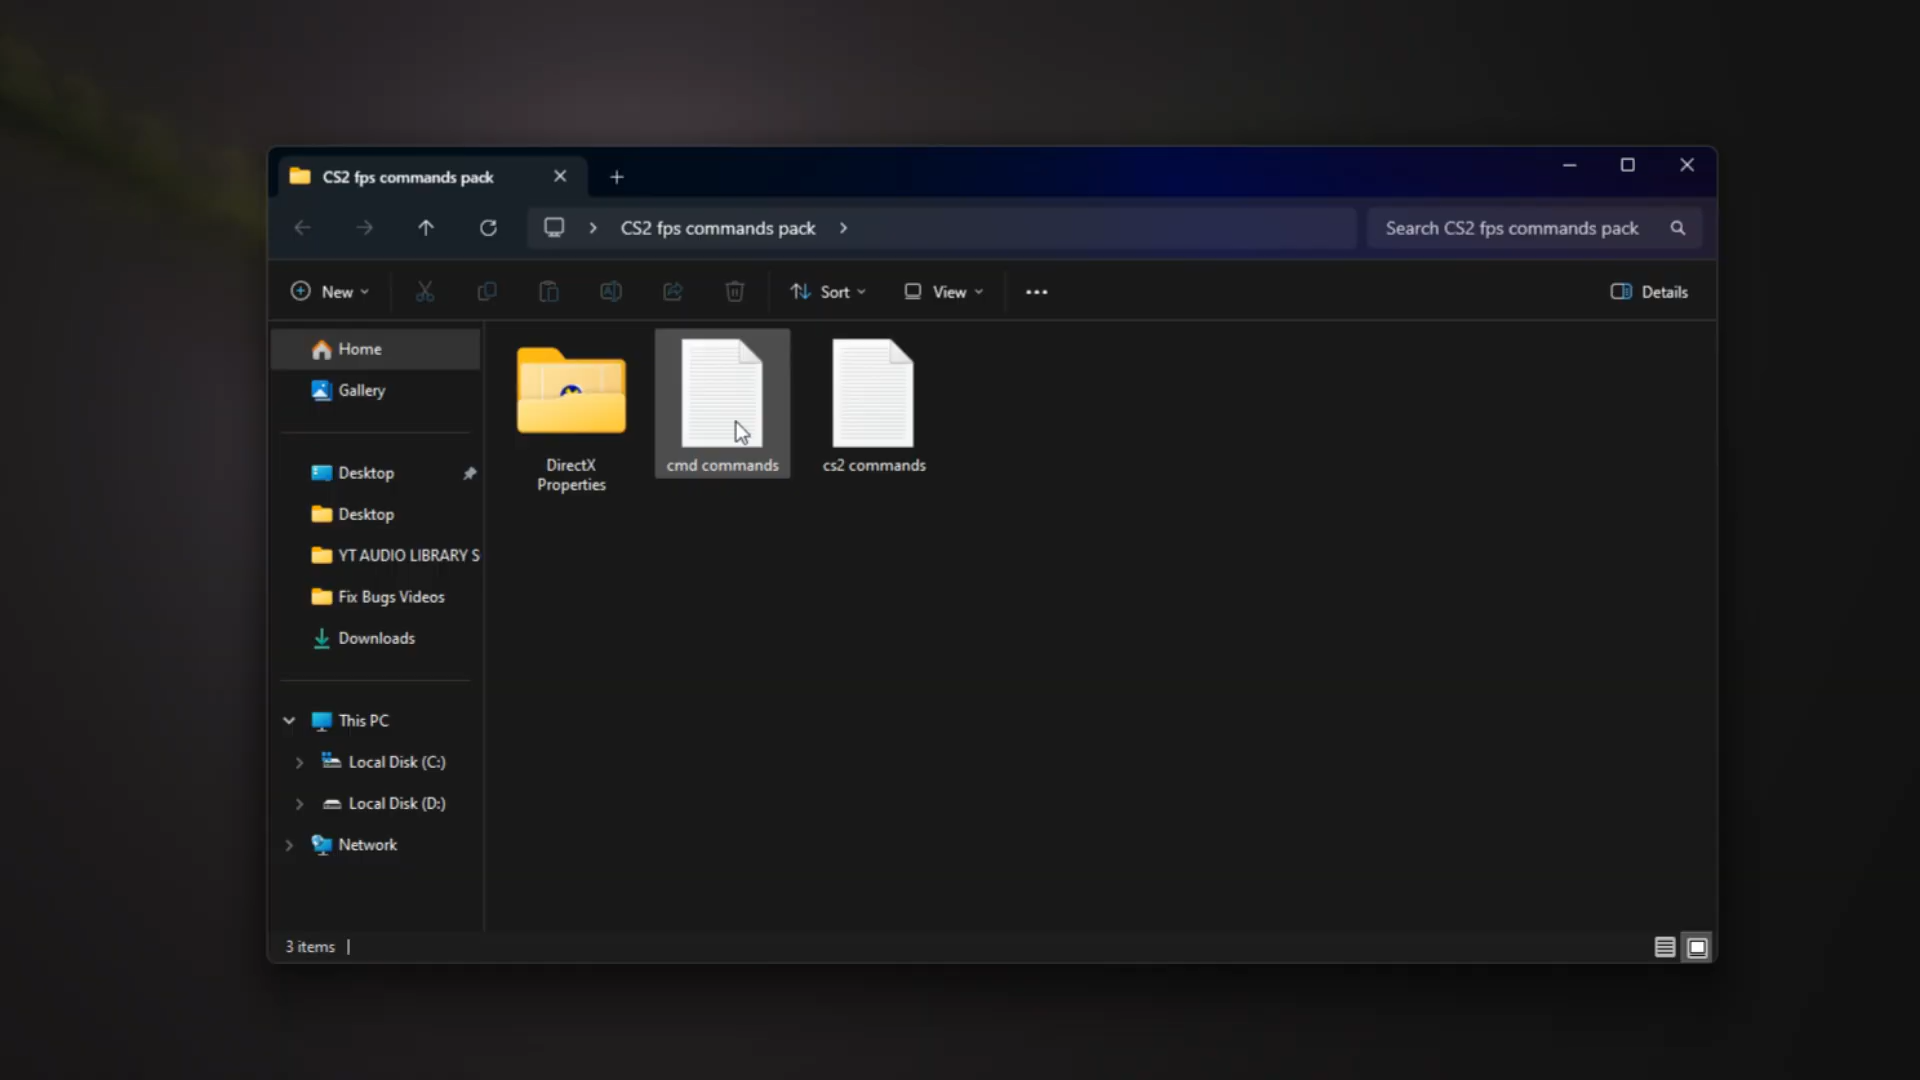 CS2 fps commands pack
CS2 fps commands pack
Search CS2 fps commands pack
New
Sort
View
Details
Home
Gallery
Desktop
Desktop
YT AUDIO LIBRARY S
Fix Bugs Videos
Downloads
This PC
Local Disk (C:)
Local Disk (D:)
Network
DirectX
Properties
cmd commands
cs2 commands
3 items